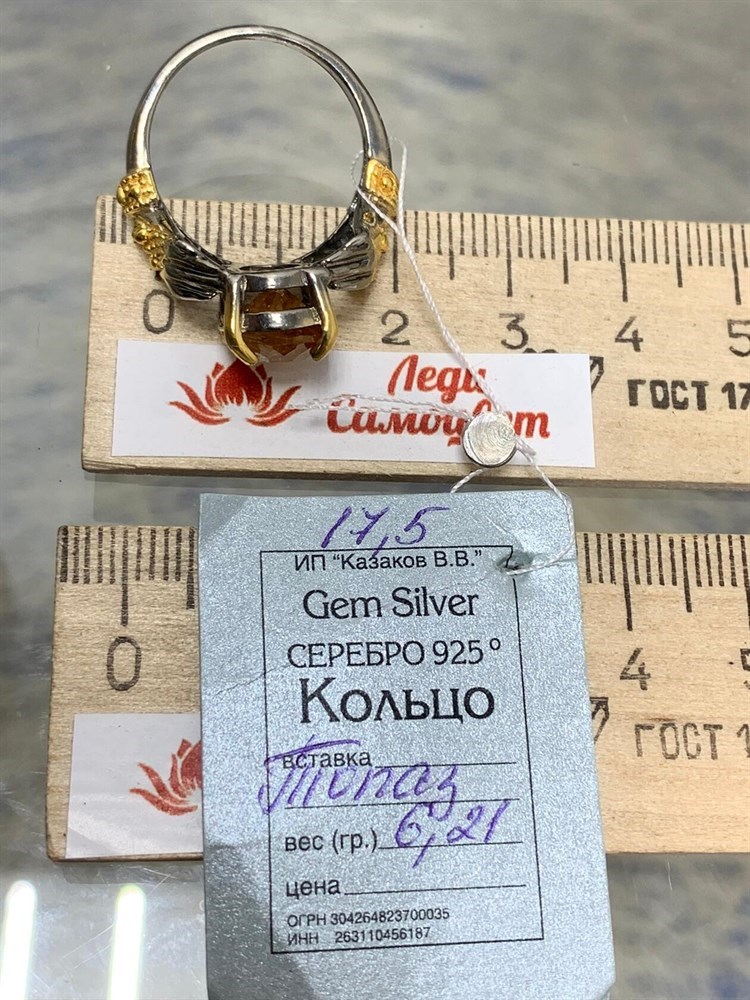 0 2 3 4 5
Леди
Самоцвет
ГОСТ 17
17,5
ИП "Казаков В.В."
Gem Silver
СЕРЕБРО 925°
Кольцо
вставка
Топаз
вес (гр.) 6,21
цена
ОГРН 304264823700035
ИНН 263110456187
0 4
ГОСТ 1